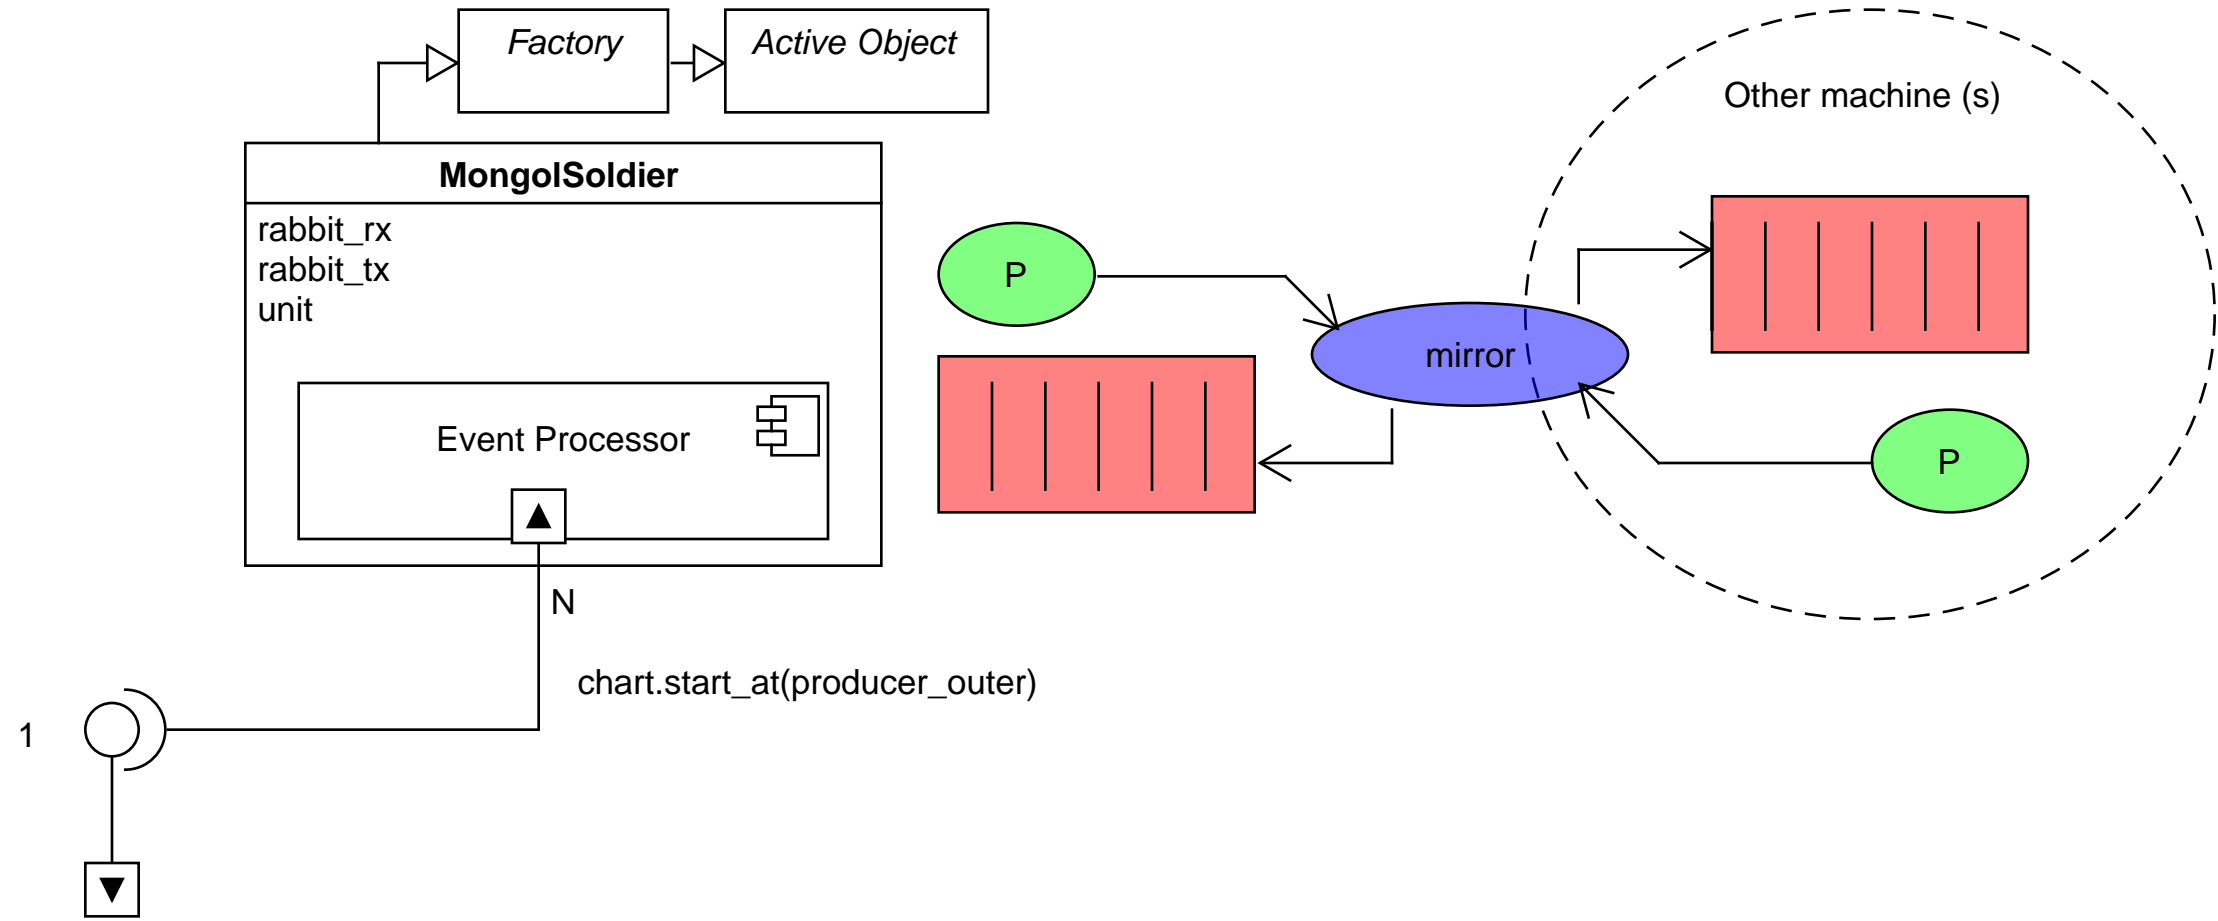 Factory
Active Object
Other machine (s)
MongolSoldier
rabbit_rx
rabbit_tx
unit
P
mirror
Event Processor
P
N
chart.start_at(producer_outer)
1